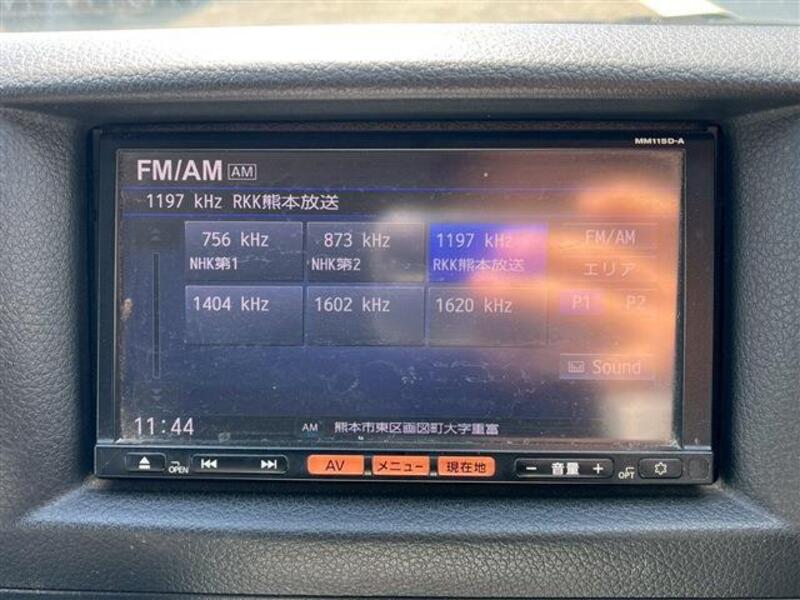 MM115D-A
FM/AM AM
1197 kHz RKK熊本放送
756 kHz 873 kHz 1197 kHz FM/AM
NHK第1 NHK第2 RKK熊本放送 エリア
1404 kHz 1602 kHz 1620 kHz P1 P2
Sound
11:44 AM 熊本市東区画図町大字重富
OPEN AV メニュー 現在地 − 音量 + OPT